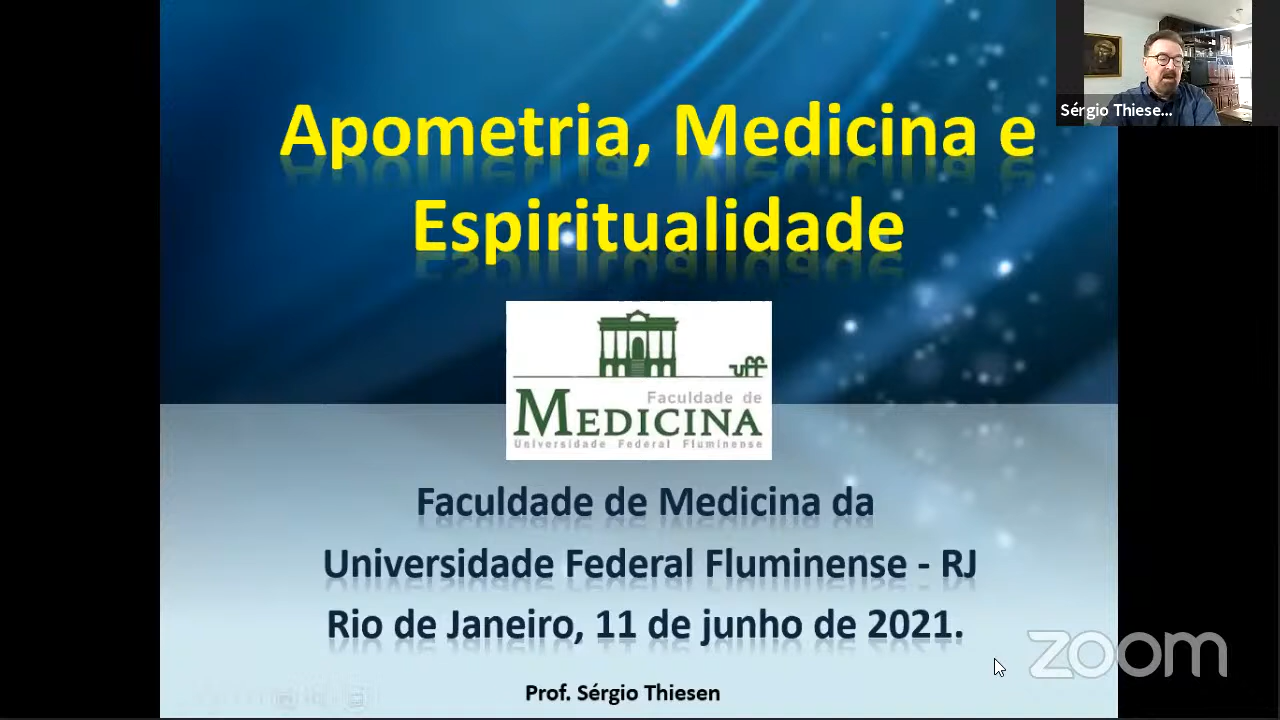 Apometria, Medicina e
Espiritualidade
Sérgio Thiese...
uff
Faculdade de
MEDICINA
Universidade Federal Fluminense
Faculdade de Medicina da
Universidade Federal Fluminense - RJ
Rio de Janeiro, 11 de junho de 2021.
zoom
Prof. Sérgio Thiesen